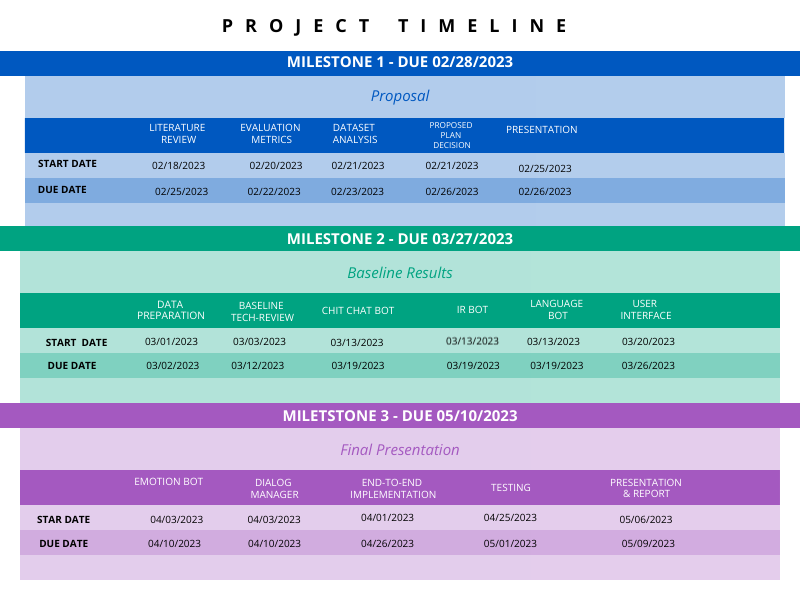 PROJECT TIMELINE
MILESTONE 1 - DUE 02/28/2023
Proposal
LITERATURE REVIEW EVALUATION METRICS DATASET ANALYSIS PROPOSED PLAN DECISION PRESENTATION
START DATE 02/18/2023 02/20/2023 02/21/2023 02/21/2023 02/25/2023
DUE DATE 02/25/2023 02/22/2023 02/23/2023 02/26/2023 02/26/2023
MILESTONE 2 - DUE 03/27/2023
Baseline Results
DATA PREPARATION BASELINE TECH-REVIEW CHIT CHAT BOT IR BOT LANGUAGE BOT USER INTERFACE
START DATE 03/01/2023 03/03/2023 03/13/2023 03/13/2023 03/13/2023 03/20/2023
DUE DATE 03/02/2023 03/12/2023 03/19/2023 03/19/2023 03/19/2023 03/26/2023
MILETSTONE 3 - DUE 05/10/2023
Final Presentation
EMOTION BOT DIALOG MANAGER END-TO-END IMPLEMENTATION TESTING PRESENTATION & REPORT
STAR DATE 04/03/2023 04/03/2023 04/01/2023 04/25/2023 05/06/2023
DUE DATE 04/10/2023 04/10/2023 04/26/2023 05/01/2023 05/09/2023